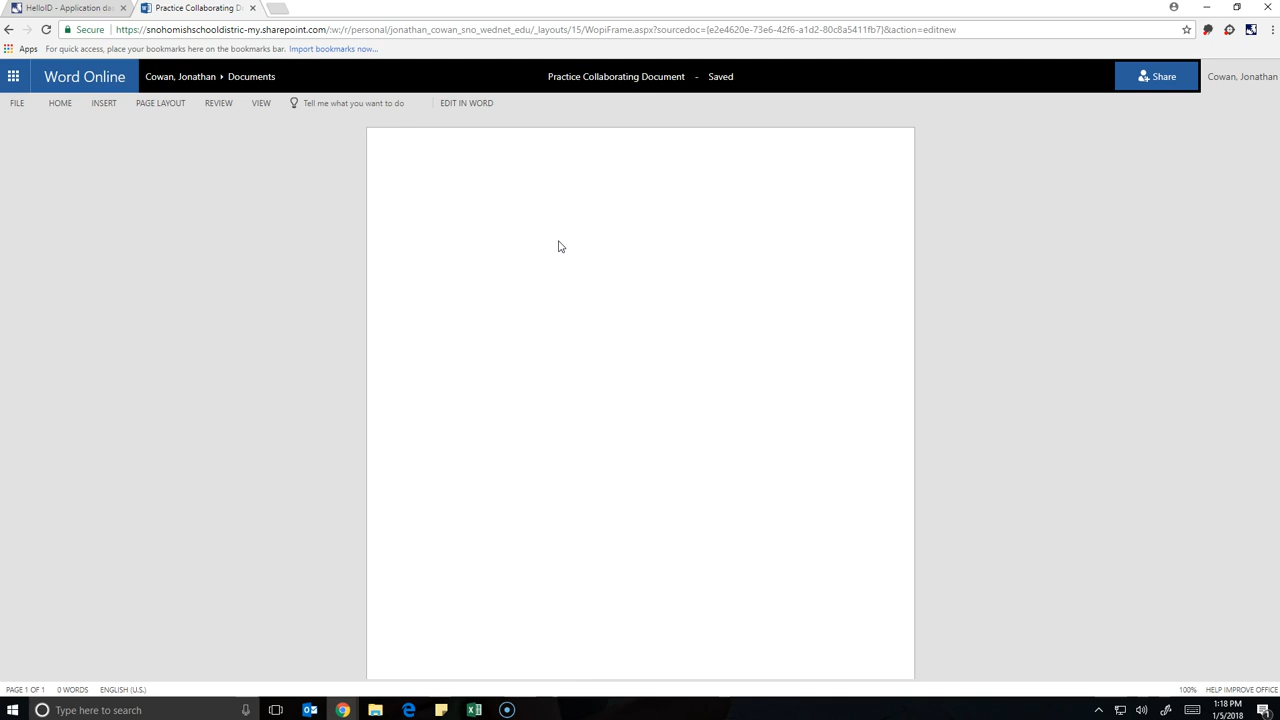 HelloID - Application das
Practice Collaborating D
Secure
https://snohomishschooldistric-my.sharepoint.com/:w:/r/personal/jonathan_cowan_sno_wednet_edu/_layouts/15/WopiFrame.aspx?sourcedoc={e2e4620e-73e6-42f6-a1d2-80c8a5411fb7}&action=editnew
Apps For quick access, place your bookmarks here on the bookmarks bar. Import bookmarks now...
Word Online Cowan, Jonathan Documents Practice Collaborating Document - Saved Share Cowan, Jonathan
FILE HOME INSERT PAGE LAYOUT REVIEW VIEW Tell me what you want to do EDIT IN WORD
PAGE 1 OF 1 0 WORDS ENGLISH (U.S.) 100% HELP IMPROVE OFFICE
Type here to search
1:18 PM
1/5/2018